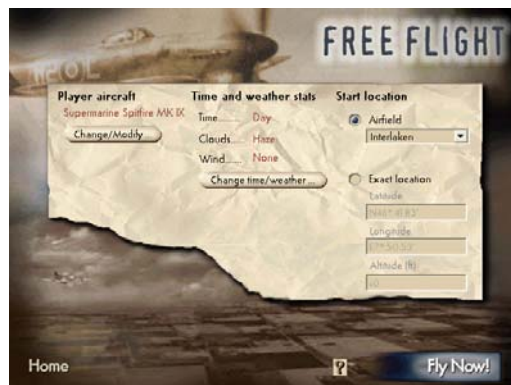 FREE FLIGHT
Player aircraft
Supermarine Spitfire MK IX
Change/Modify
Time and weather stats
Time...... Day
Clouds...... Haze
Wind...... None
Change time/weather ...
Start location
Airfield
Interlaken
Exact location
Latitude
Longitude
Altitude (ft)
Home
?
Fly Now!